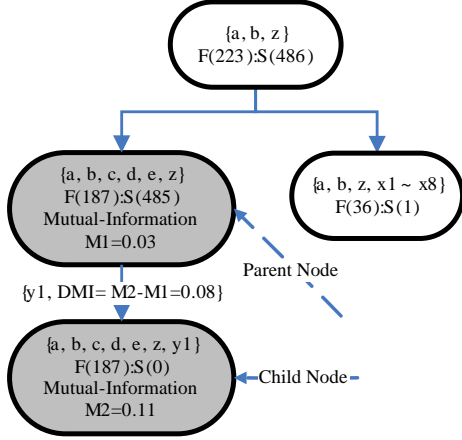 {a, b, z}
F(223):S(486)
{a, b, c, d, e, z}
F(187):S(485)
Mutual-Information
M1=0.03
{a, b, z, x1 ~ x8}
F(36):S(1)
Parent Node
{y1, DMI= M2-M1=0.08}
{a, b, c, d, e, z, y1}
F(187):S(0)
Mutual-Information
M2=0.11
Child Node